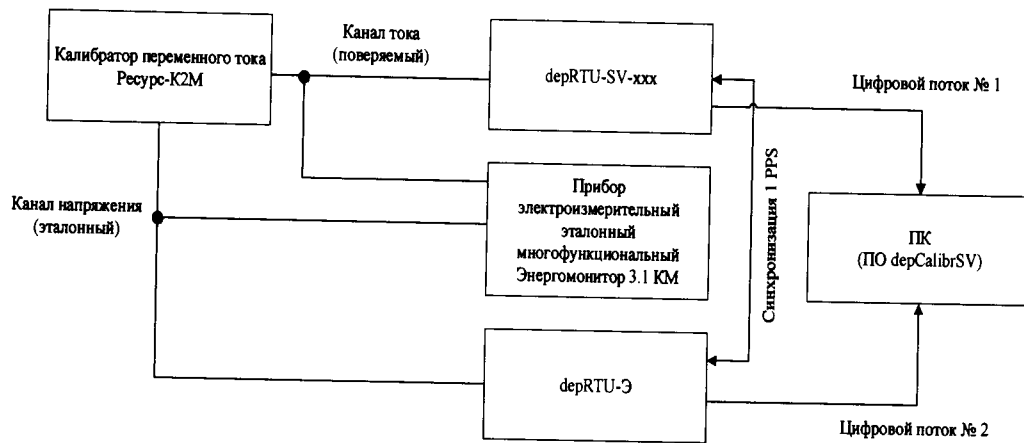 Калибратор переменного тока
Ресурс-К2М
Канал тока
(поверяемый)
depRTU-SV-xxx
Цифровой поток № 1
Канал напряжения
(эталонный)
Прибор
электроизмерительный
эталонный
многофункциональный
Энергомонитор 3.1 КМ
Синхронизация 1 PPS
ПК
(ПО depCalibrSV)
depRTU-Э
Цифровой поток № 2